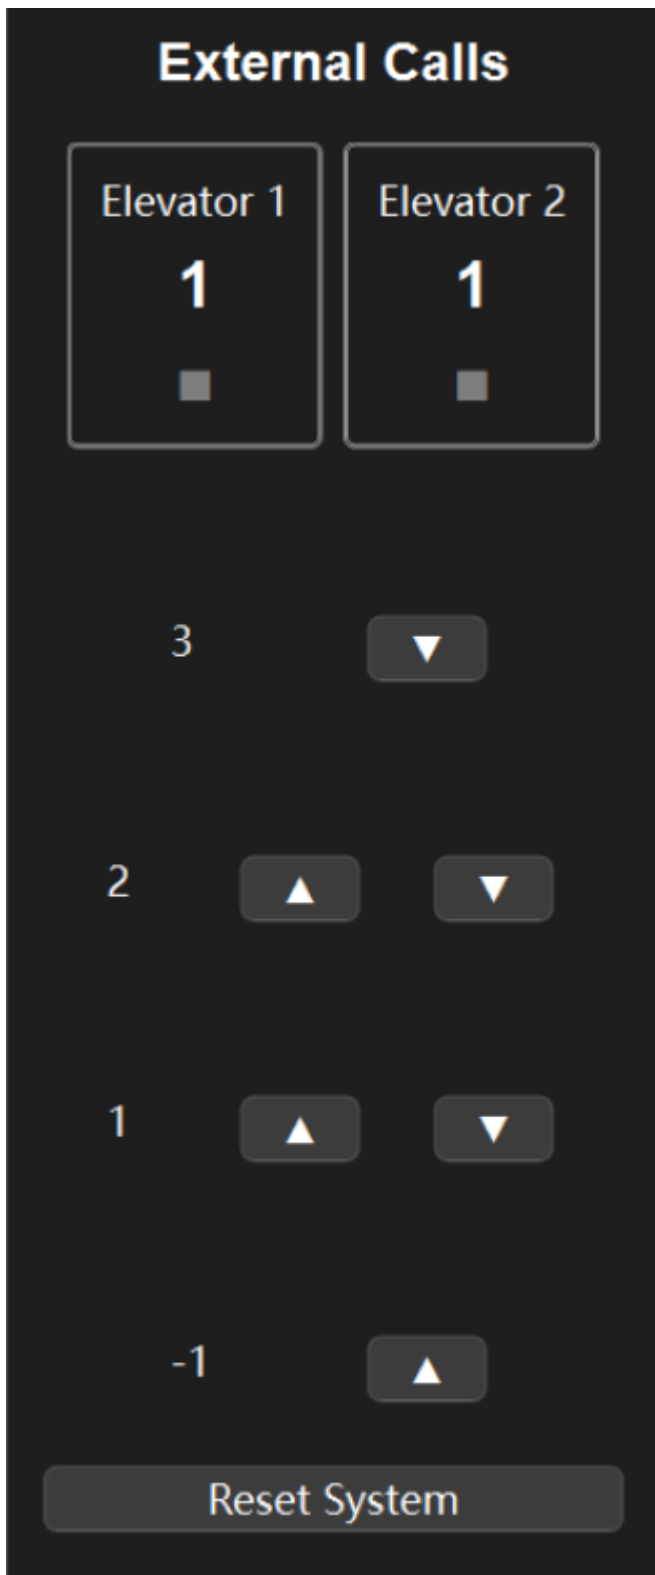 External Calls
Elevator 1 Elevator 2
1 1
■ ■
3 ▼
2 ▲ ▼
1 ▲ ▼
-1 ▲
Reset System